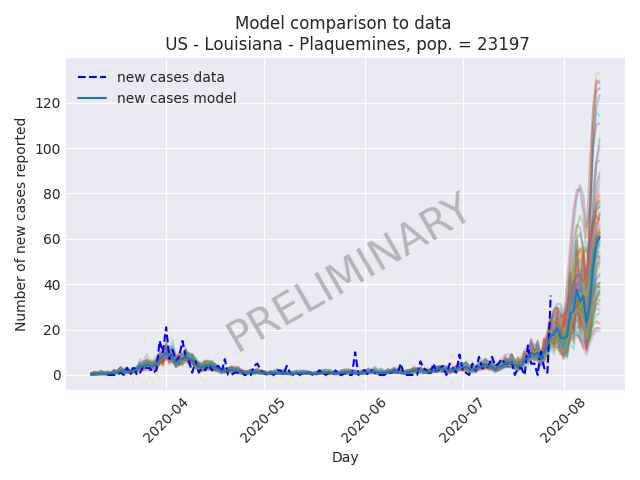 Model comparison to data
US - Louisiana - Plaquemines, pop. = 23197
new cases data
new cases model
PRELIMINARY
Number of new cases reported
120
100
80
60
40
20
0
2020-04
2020-05
2020-06
2020-07
2020-08
Day